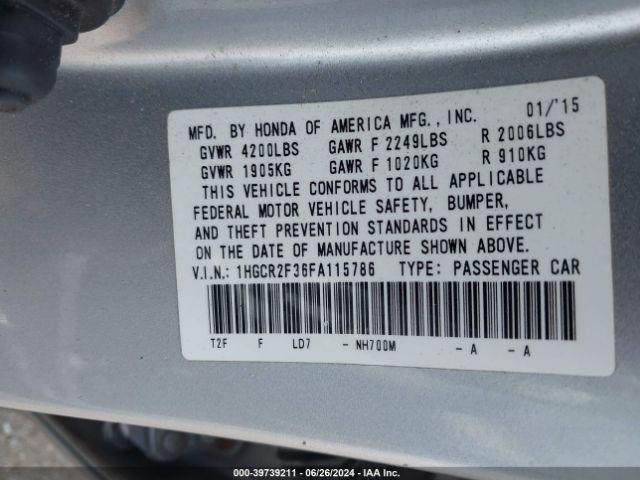 MFD. BY HONDA OF AMERICA MFG., INC. 01/'15
GVWR 4200LBS GAWR F 2249LBS R 2006LBS
GVWR 1905KG GAWR F 1020KG R 910KG
THIS VEHICLE CONFORMS TO ALL APPLICABLE
FEDERAL MOTOR VEHICLE SAFETY, BUMPER,
AND THEFT PREVENTION STANDARDS IN EFFECT
ON THE DATE OF MANUFACTURE SHOWN ABOVE.
V.I.N.: 1HGCR2F36FA115786 TYPE: PASSENGER CAR
T2F F LD7 - NH700M - A - A
000-39739211 - 06/26/2024 - IAA Inc.